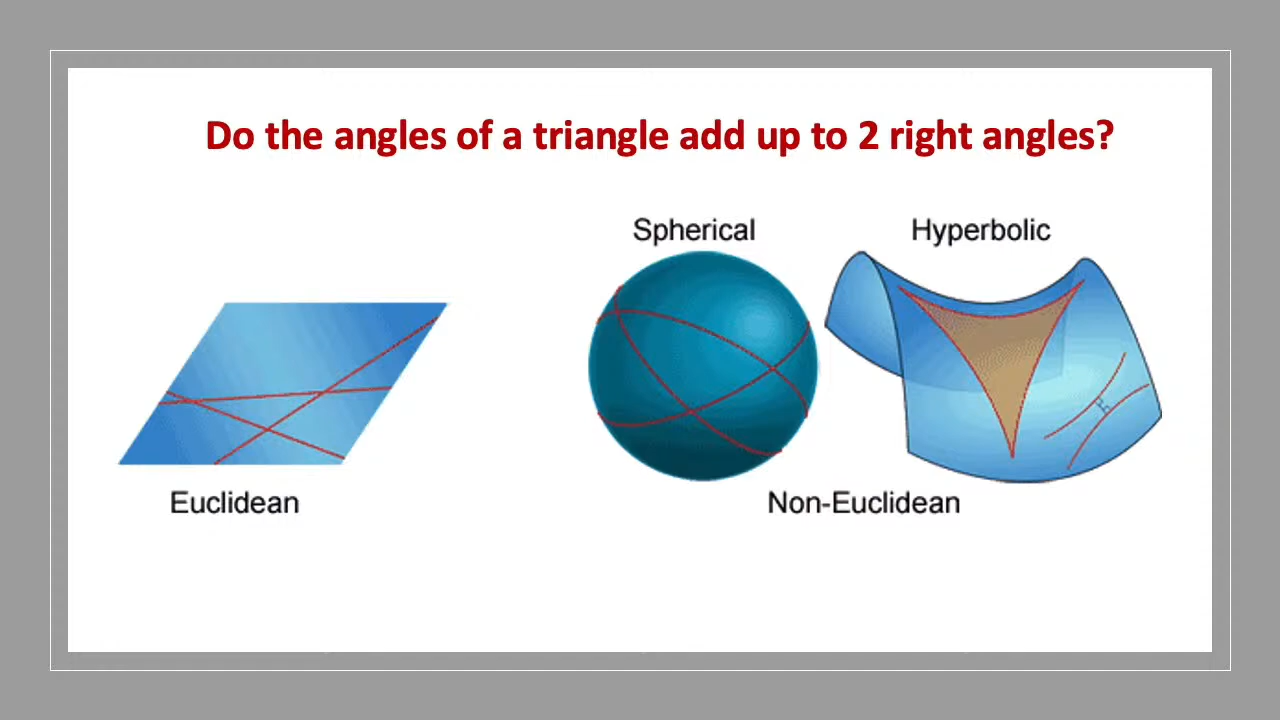 Do the angles of a triangle add up to 2 right angles?
Spherical
Hyperbolic
Euclidean
Non-Euclidean